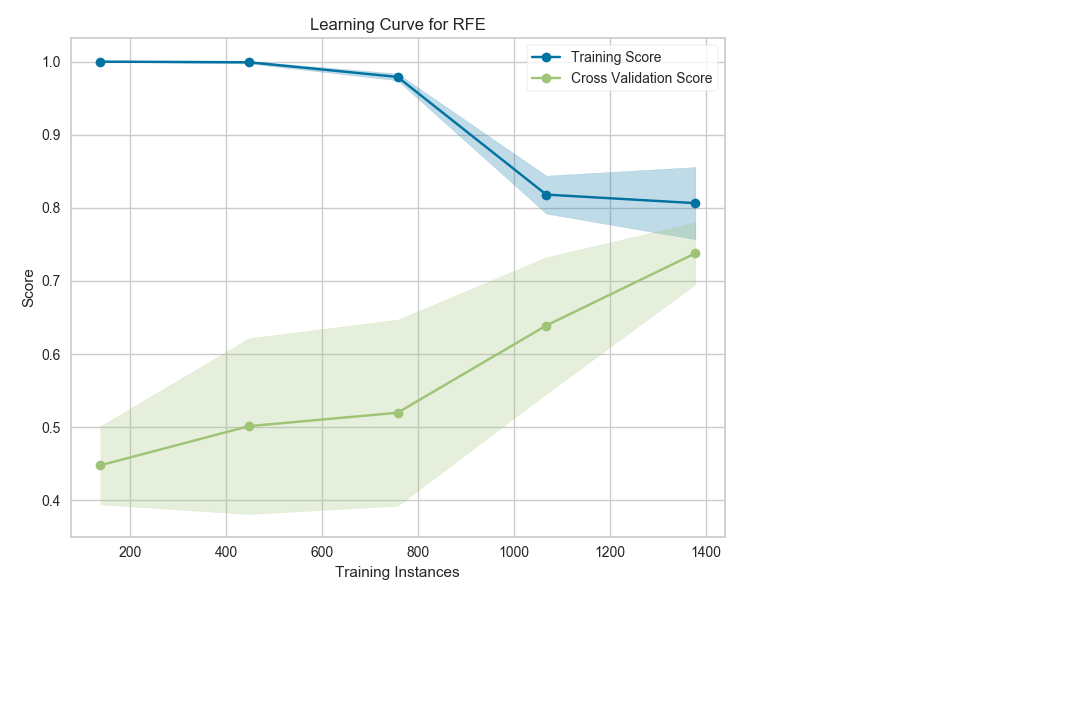 Learning Curve for RFE
Training Score
Cross Validation Score
1.0
0.9
0.8
0.7
0.6
0.5
0.4
Score
200 400 600 800 1000 1200 1400
Training Instances